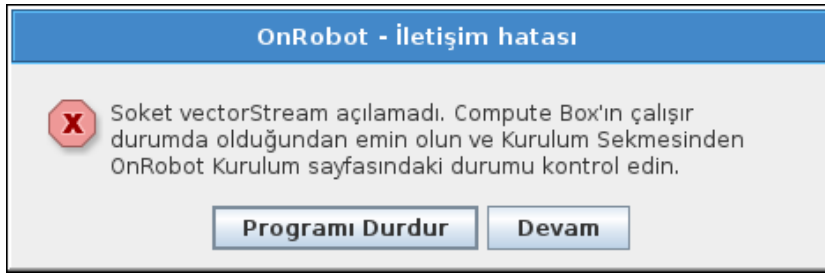 OnRobot - İletişim hatası
X
Soket vectorStream açılamadı. Compute Box'ın çalışır
durumda olduğundan emin olun ve Kurulum Sekmesinden
OnRobot Kurulum sayfasındaki durumu kontrol edin.
Programı Durdur Devam